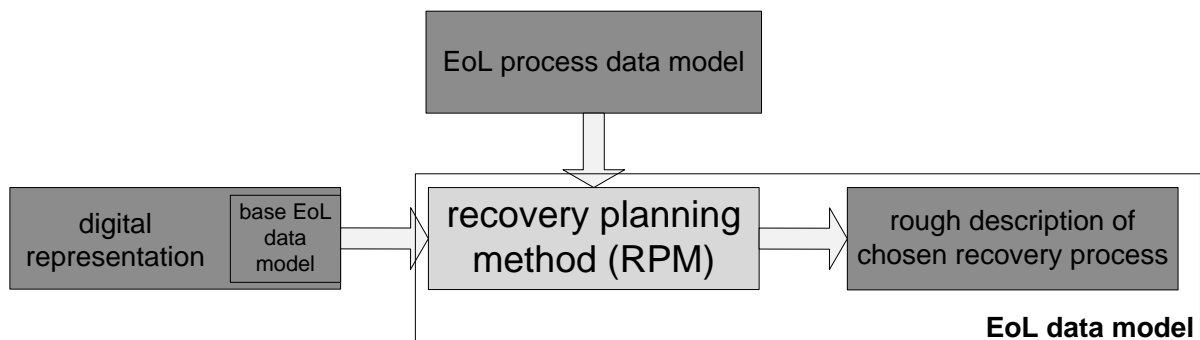 EoL process data model
digital
representation
base EoL
data
model
recovery planning
method (RPM)
rough description of
chosen recovery process
EoL data model